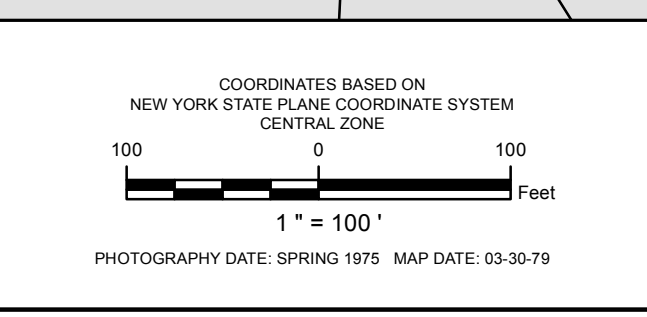 COORDINATES BASED ON
NEW YORK STATE PLANE COORDINATE SYSTEM
CENTRAL ZONE
100 0 100
Feet
1 " = 100 '
PHOTOGRAPHY DATE: SPRING 1975 MAP DATE: 03-30-79